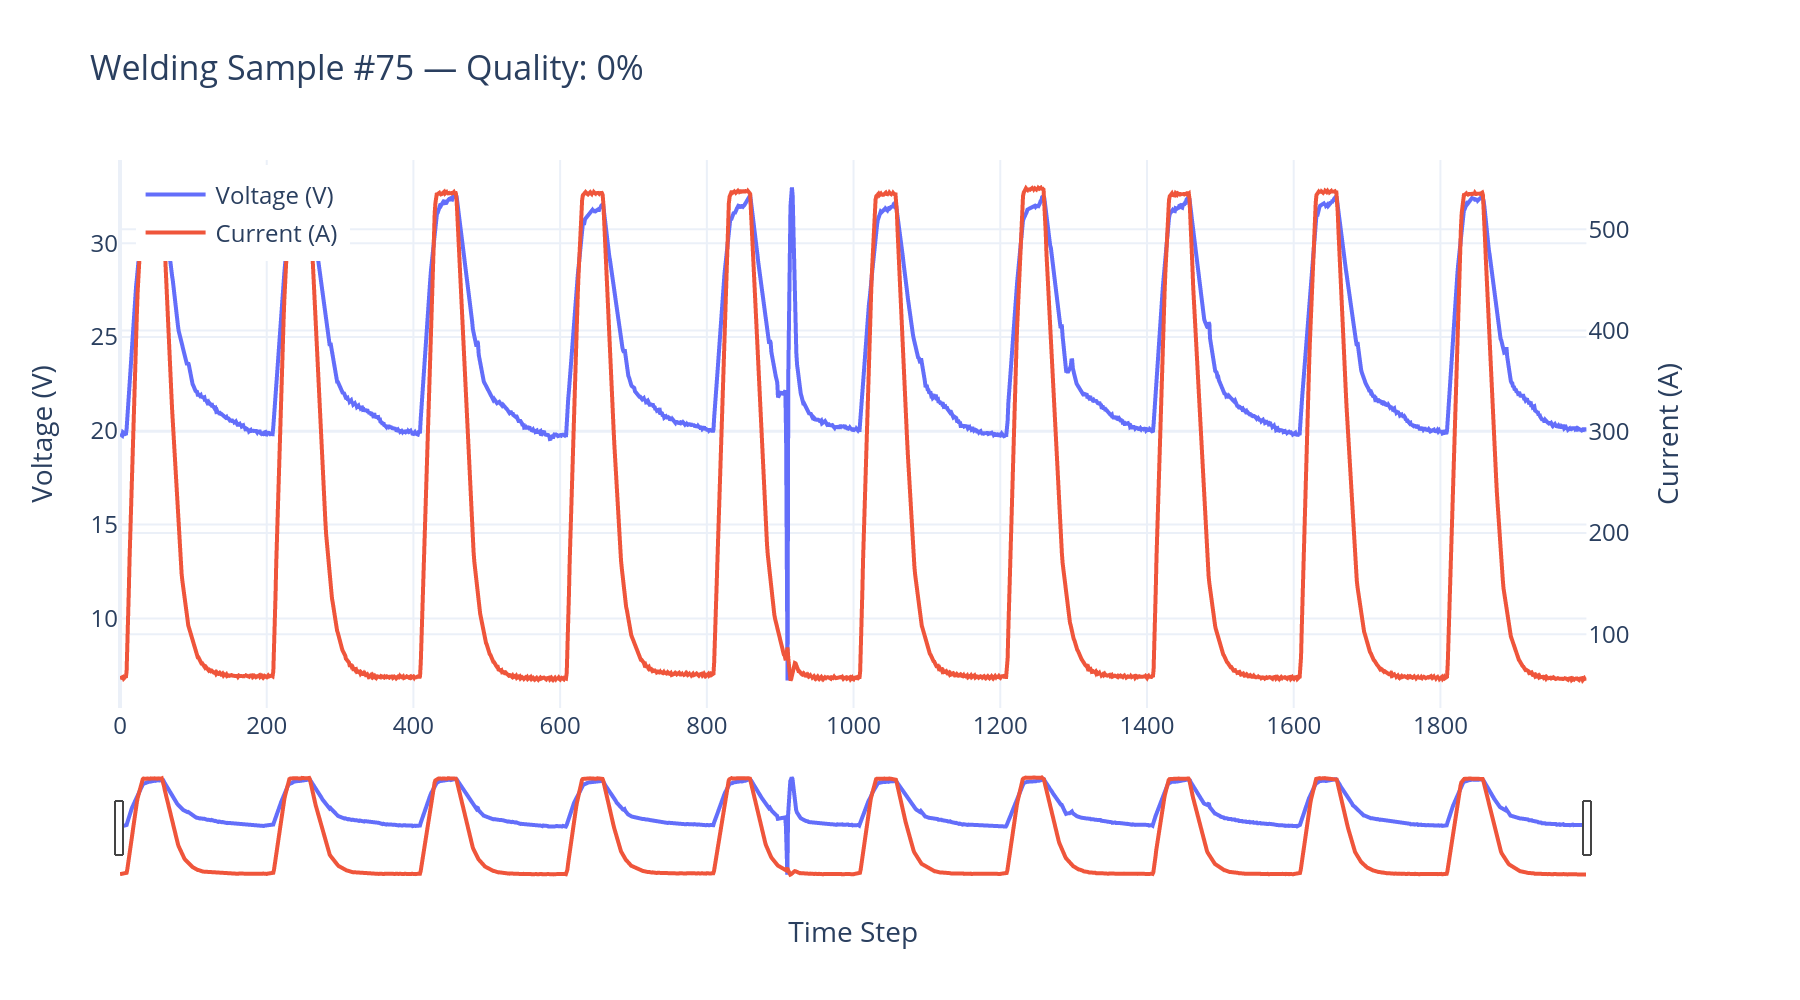 Welding Sample #75 — Quality: 0%
Voltage (V)
Current (A)
30
25
20
15
10
Voltage (V)
500
400
300
200
100
Current (A)
0 200 400 600 800 1000 1200 1400 1600 1800
Time Step